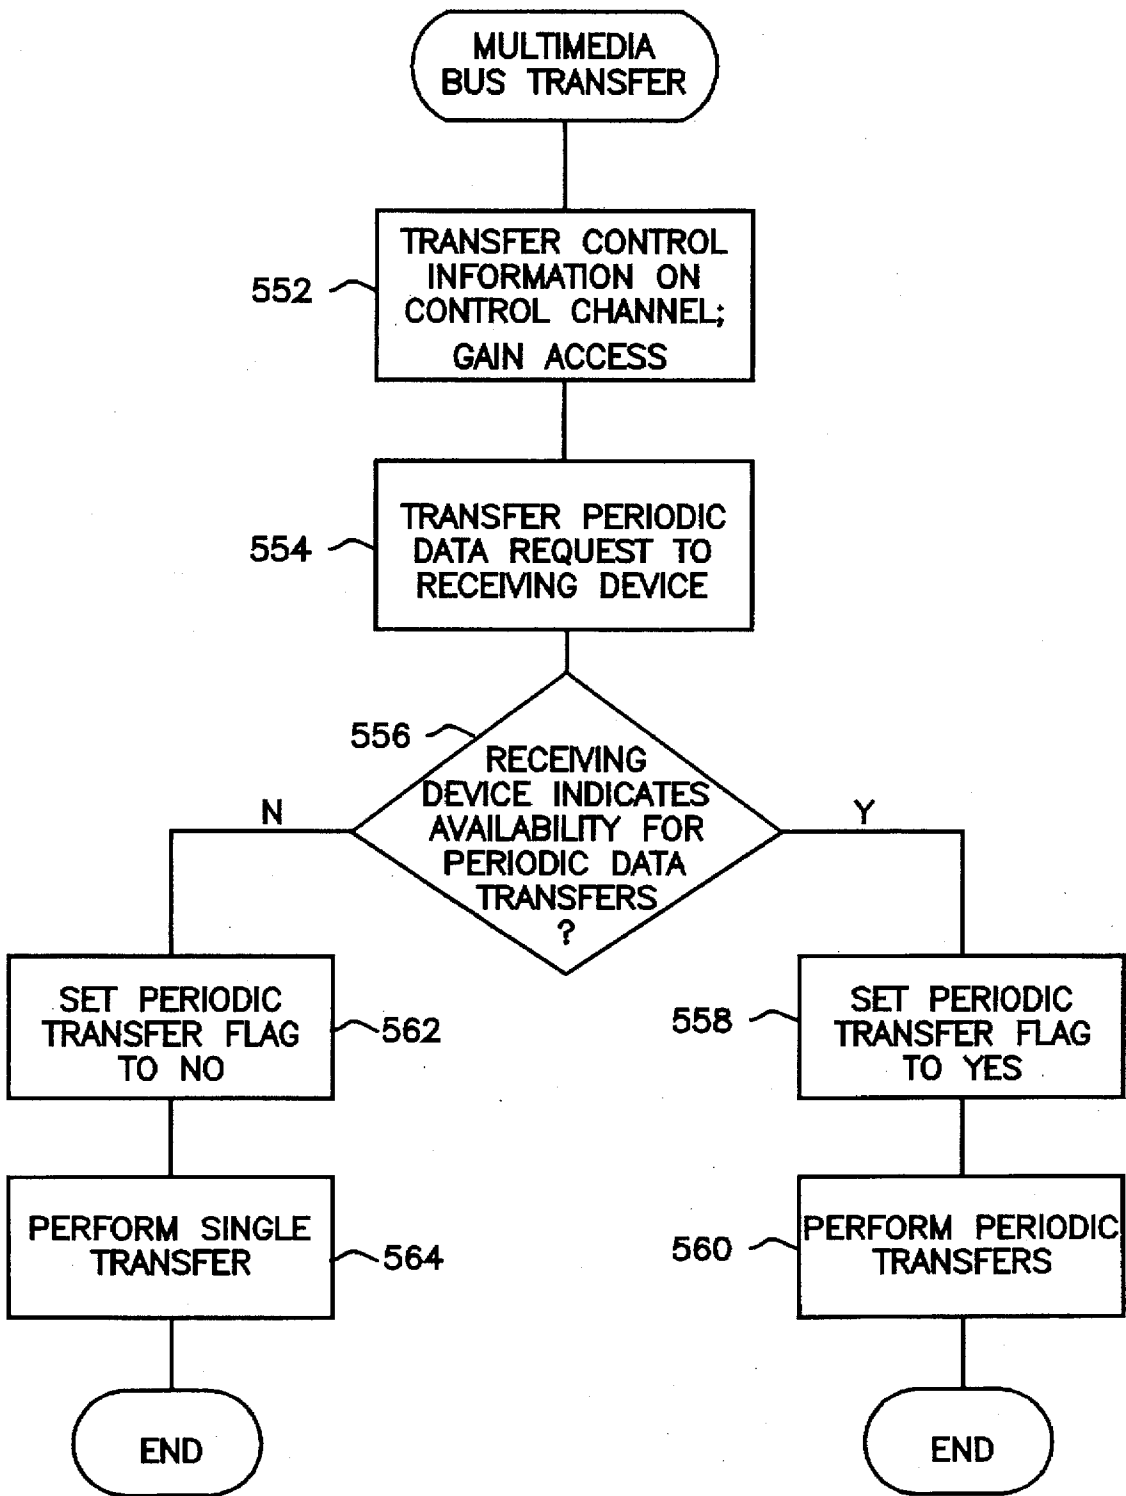 MULTIMEDIA
BUS TRANSFER
TRANSFER CONTROL
INFORMATION ON
CONTROL CHANNEL;
GAIN ACCESS
552
TRANSFER PERIODIC
DATA REQUEST TO
RECEIVING DEVICE
554
556
RECEIVING
DEVICE INDICATES
AVAILABILITY FOR
PERIODIC DATA
TRANSFERS
?
N
Y
SET PERIODIC
TRANSFER FLAG
TO NO
562
558
SET PERIODIC
TRANSFER FLAG
TO YES
PERFORM SINGLE
TRANSFER
564
560
PERFORM PERIODIC
TRANSFERS
END
END